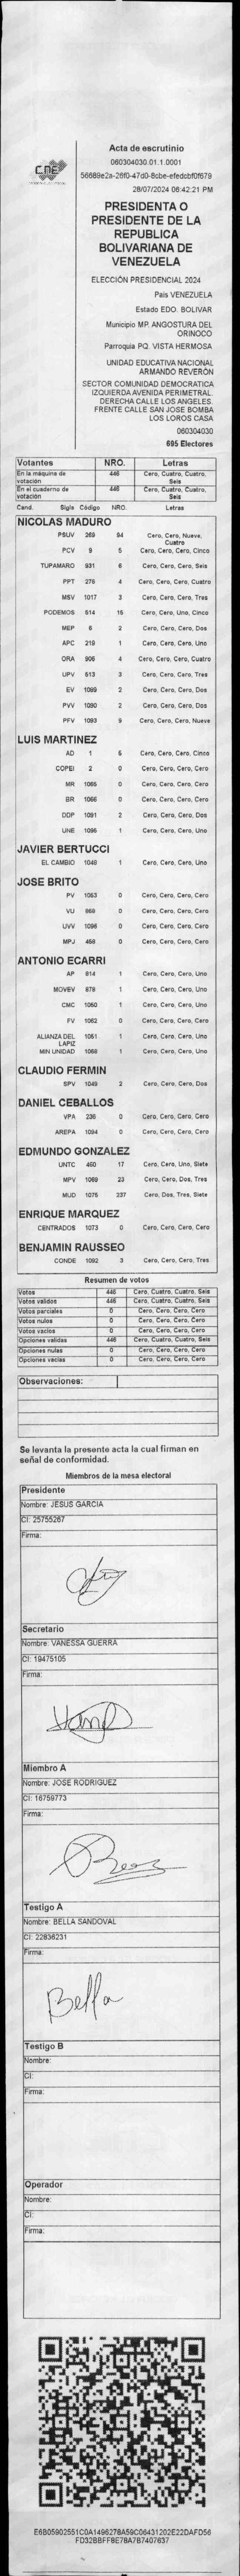 CNE
Acta de escrutinio
060304030.01.1.0001
56689e2a-26f0-47d0-8cbe-efedcbf0f679
28/07/2024 06:42:21 PM
PRESIDENTA O
PRESIDENTE DE LA
REPUBLICA
BOLIVARIANA DE
VENEZUELA
ELECCIÓN PRESIDENCIAL 2024
País VENEZUELA
Estado EDO. BOLIVAR
Municipio MP. ANGOSTURA DEL
ORINOCO
Parroquia PQ. VISTA HERMOSA
UNIDAD EDUCATIVA NACIONAL
ARMANDO REVERÓN
SECTOR COMUNIDAD DEMOCRATICA
IZQUIERDA AVENIDA PERIMETRAL.
DERECHA CALLE LOS ANGELES.
FRENTE CALLE SAN JOSE BOMBA
LOS LOROS CASA
060304030
695 Electores
Votantes NRO. Letras
En la máquina de votación 446 Cero, Cuatro, Cuatro, Seis
En el cuaderno de votación 446 Cero, Cuatro, Cuatro, Seis
Cand. Sigla Código NRO. Letras
NICOLAS MADURO
PSUV 269 94 Cero, Cero, Nueve, Cuatro
PCV 9 5 Cero, Cero, Cero, Cinco
TUPAMARO 931 6 Cero, Cero, Cero, Seis
PPT 276 4 Cero, Cero, Cero, Cuatro
MSV 1017 3 Cero, Cero, Cero, Tres
PODEMOS 514 15 Cero, Cero, Uno, Cinco
MEP 6 2 Cero, Cero, Cero, Dos
APC 219 1 Cero, Cero, Cero, Uno
ORA 906 4 Cero, Cero, Cero, Cuatro
UPV 513 3 Cero, Cero, Cero, Tres
EV 1089 2 Cero, Cero, Cero, Dos
PVV 1090 2 Cero, Cero, Cero, Dos
PFV 1093 9 Cero, Cero, Cero, Nueve
LUIS MARTINEZ
AD 1 5 Cero, Cero, Cero, Cinco
COPEI 2 0 Cero, Cero, Cero, Cero
MR 1065 0 Cero, Cero, Cero, Cero
BR 1066 0 Cero, Cero, Cero, Cero
DDP 1091 2 Cero, Cero, Cero, Dos
UNE 1096 1 Cero, Cero, Cero, Uno
JAVIER BERTUCCI
EL CAMBIO 1048 1 Cero, Cero, Cero, Uno
JOSE BRITO
PV 1053 0 Cero, Cero, Cero, Cero
VU 868 0 Cero, Cero, Cero, Cero
UVV 1098 0 Cero, Cero, Cero, Cero
MPJ 458 0 Cero, Cero, Cero, Cero
ANTONIO ECARRI
AP 814 1 Cero, Cero, Cero, Uno
MOVEV 878 1 Cero, Cero, Cero, Uno
CMC 1050 1 Cero, Cero, Cero, Uno
FV 1062 0 Cero, Cero, Cero, Cero
ALIANZA DEL LAPIZ 1051 1 Cero, Cero, Cero, Uno
MIN UNIDAD 1068 1 Cero, Cero, Cero, Uno
CLAUDIO FERMIN
SPV 1049 2 Cero, Cero, Cero, Dos
DANIEL CEBALLOS
VPA 236 0 Cero, Cero, Cero, Cero
AREPA 1094 0 Cero, Cero, Cero, Cero
EDMUNDO GONZALEZ
UNTC 460 17 Cero, Cero, Uno, Siete
MPV 1069 23 Cero, Cero, Dos, Tres
MUD 1075 237 Cero, Dos, Tres, Siete
ENRIQUE MARQUEZ
CENTRADOS 1073 0 Cero, Cero, Cero, Cero
BENJAMIN RAUSSEO
CONDE 1092 3 Cero, Cero, Cero, Tres
Resumen de votos
Votos 446 Cero, Cuatro, Cuatro, Seis
Votos validos 446 Cero, Cuatro, Cuatro, Seis
Votos parciales 0 Cero, Cero, Cero, Cero
Votos nulos 0 Cero, Cero, Cero, Cero
Votos vacios 0 Cero, Cero, Cero, Cero
Opciones validas 446 Cero, Cuatro, Cuatro, Seis
Opciones nulas 0 Cero, Cero, Cero, Cero
Opciones vacias 0 Cero, Cero, Cero, Cero
Observaciones:
Se levanta la presente acta la cual firman en
señal de conformidad.
Miembros de la mesa electoral
Presidente
Nombre: JESUS GARCIA
CI: 25755267
Firma:
Secretario
Nombre: VANESSA GUERRA
CI: 19475105
Firma:
Miembro A
Nombre: JOSE RODRIGUEZ
CI: 16759773
Firma:
Testigo A
Nombre: BELLA SANDOVAL
CI: 22836231
Firma:
Bella
Testigo B
Nombre:
CI:
Firma:
Operador
Nombre:
CI:
Firma:
E6B05902551C0A1496278A59C06431202E22DAFD56
FD32BBFF8E78A7B7407637